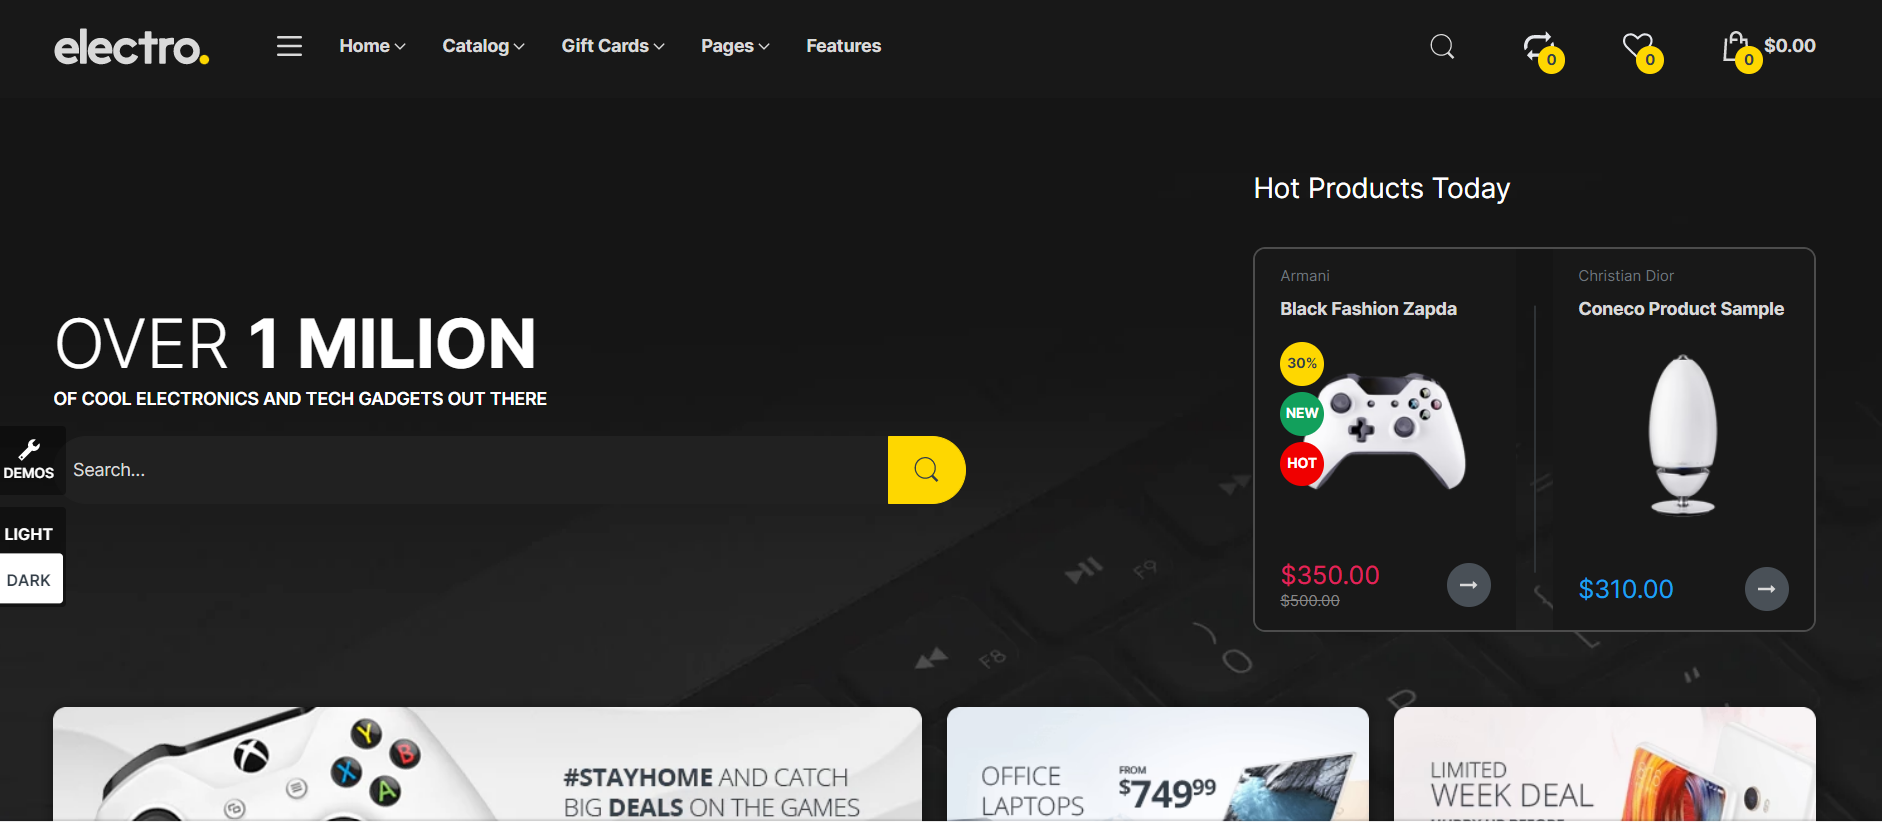 electro.
Home
Catalog
Gift Cards
Pages
Features
0
0
0
$0.00
Hot Products Today
Armani
Black Fashion Zapda
30%
NEW
HOT
$350.00
$500.00
Christian Dior
Coneco Product Sample
$310.00
OVER 1 MILION
OF COOL ELECTRONICS AND TECH GADGETS OUT THERE
DEMOS
Search...
LIGHT
DARK
F9
F8
O
P
L
"
Y
B
X
A
#STAYHOME AND CATCH
BIG DEALS ON THE GAMES
OFFICE
LAPTOPS
FROM
$74999
LIMITED
WEEK DEAL